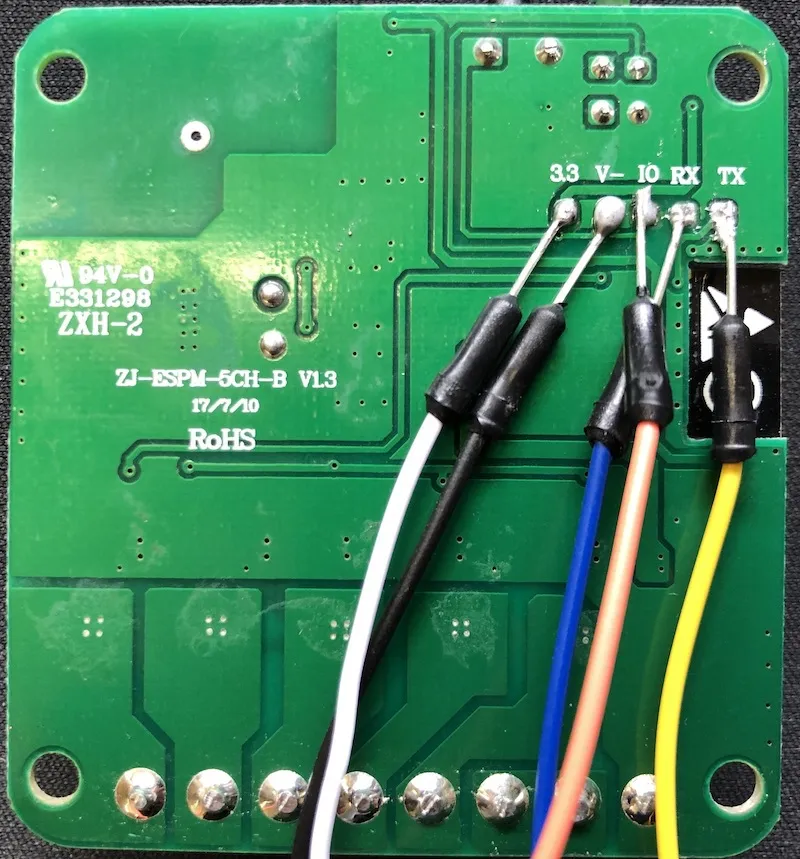 3.3 V- IO RX TX
94V-0
E331298
ZXH-2
ZJ-ESPM-5CH-B V1.3
17/7/10
RoHS